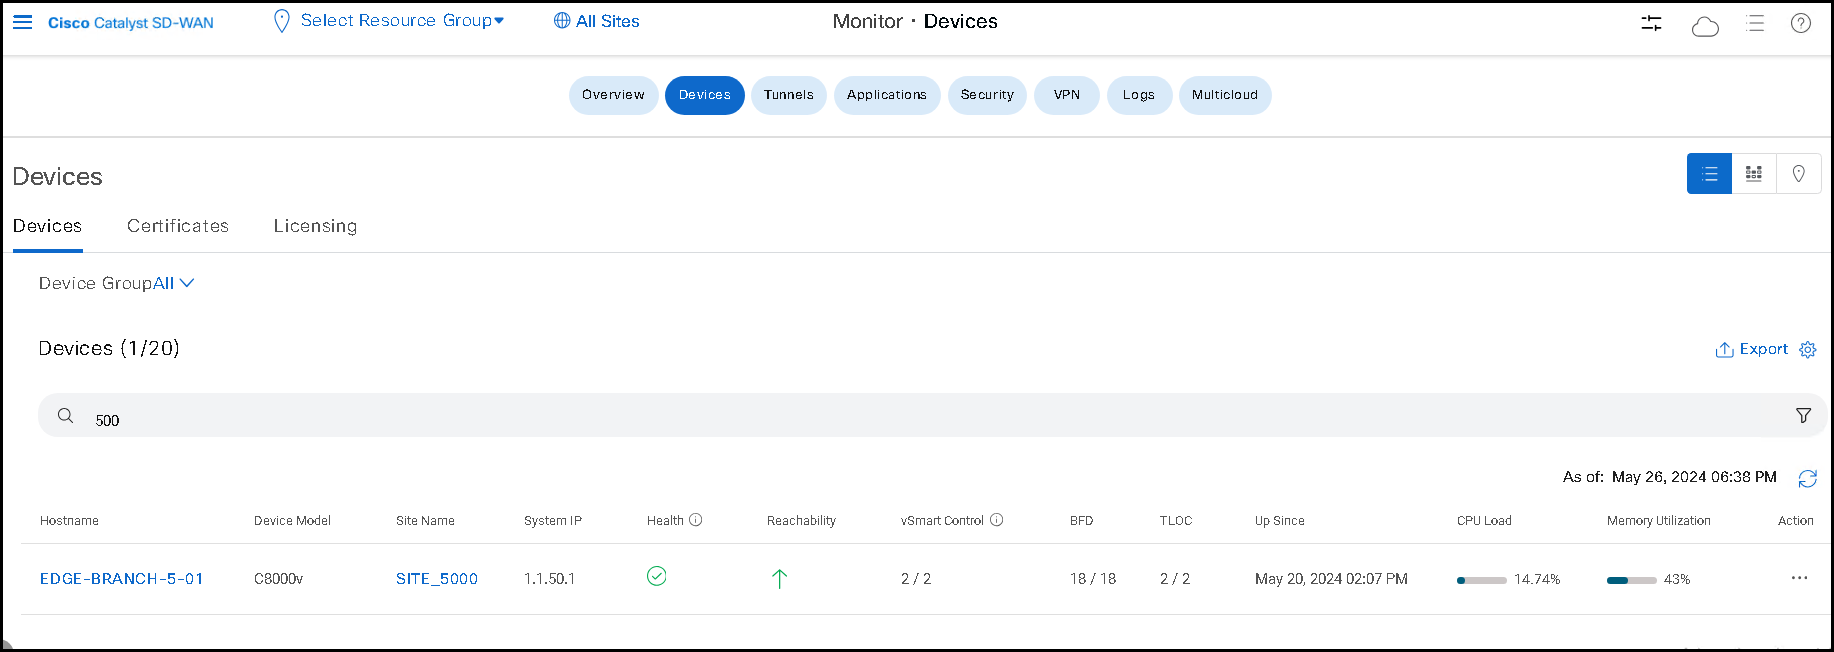 Cisco Catalyst SD-WAN Select Resource Group All Sites Monitor · Devices
Overview Devices Tunnels Applications Security VPN Logs Multicloud
Devices
Devices Certificates Licensing
Device GroupAll
Devices (1/20) Export
500
As of: May 26, 2024 06:38 PM
Hostname Device Model Site Name System IP Health Reachability vSmart Control BFD TLOC Up Since CPU Load Memory Utilization Action
EDGE-BRANCH-5-01 C8000v SITE_5000 1.1.50.1 2 / 2 18 / 18 2 / 2 May 20, 2024 02:07 PM 14.74% 43% ...